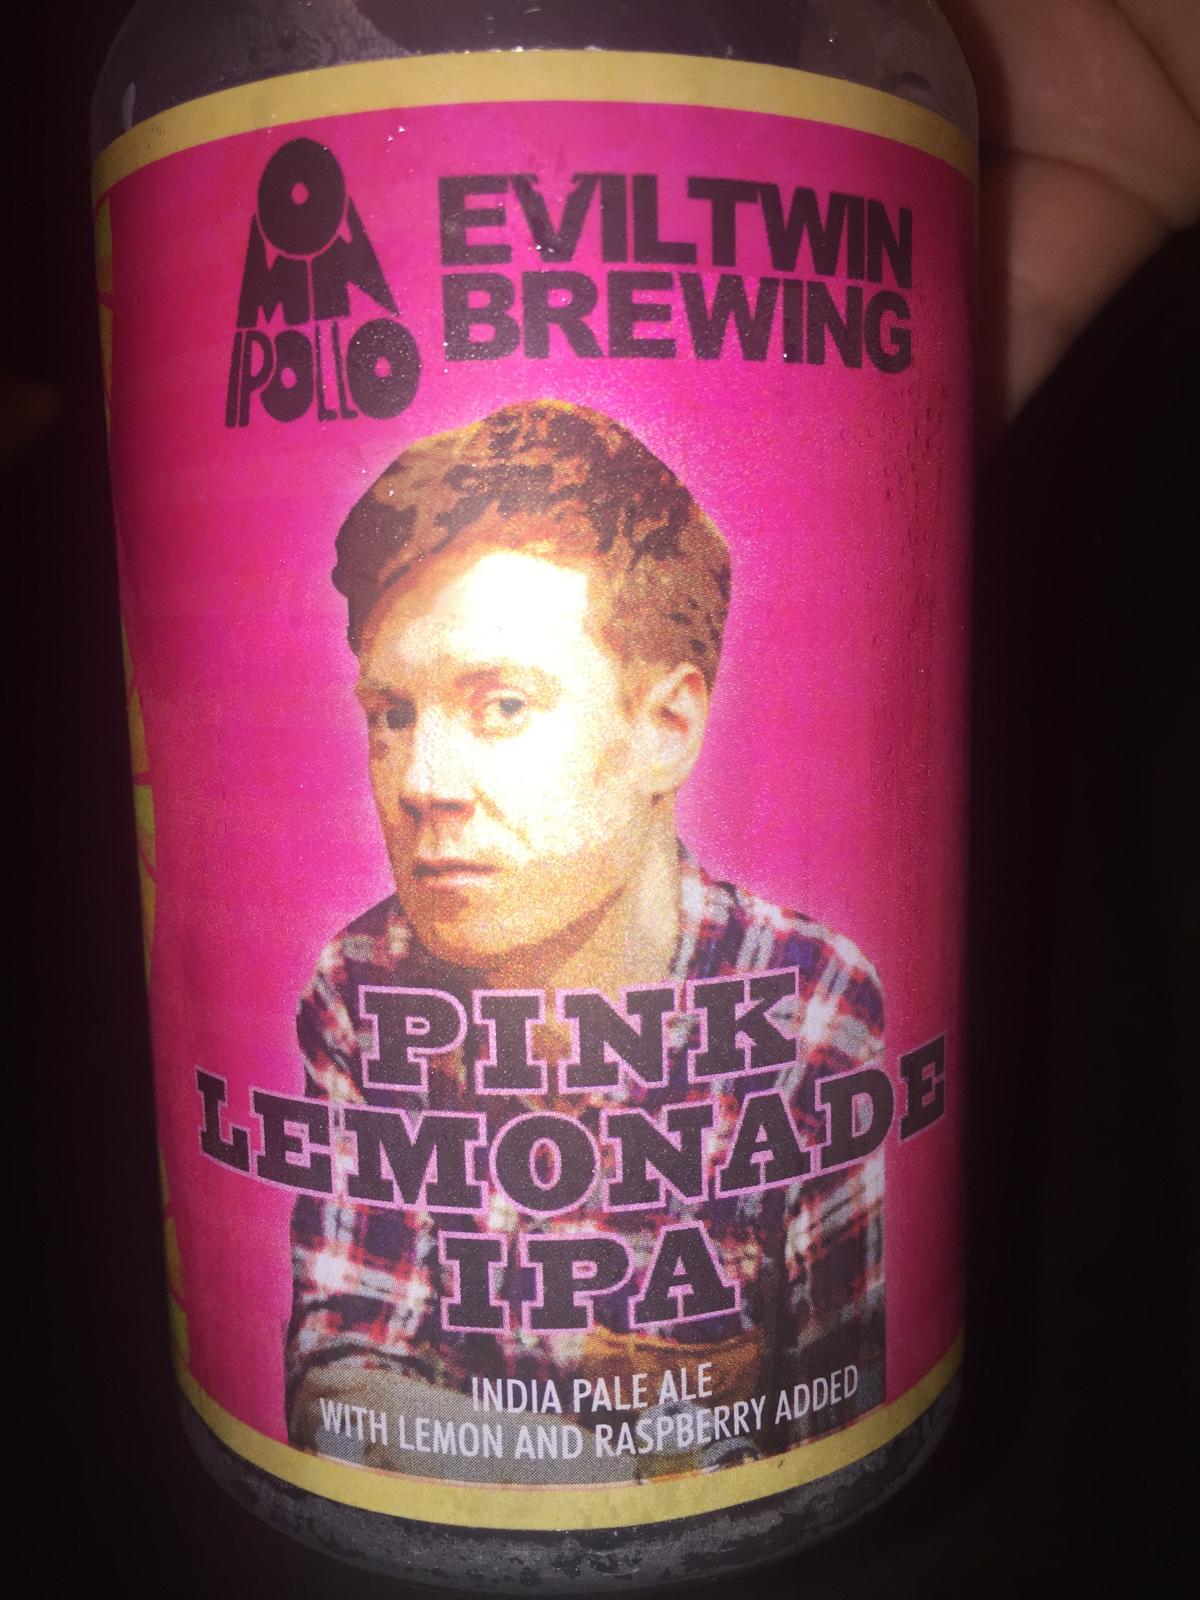 OMNIPOLLO
EVILTWIN
BREWING
PINK
LEMONADE
IPA
INDIA PALE ALE
WITH LEMON AND RASPBERRY ADDED